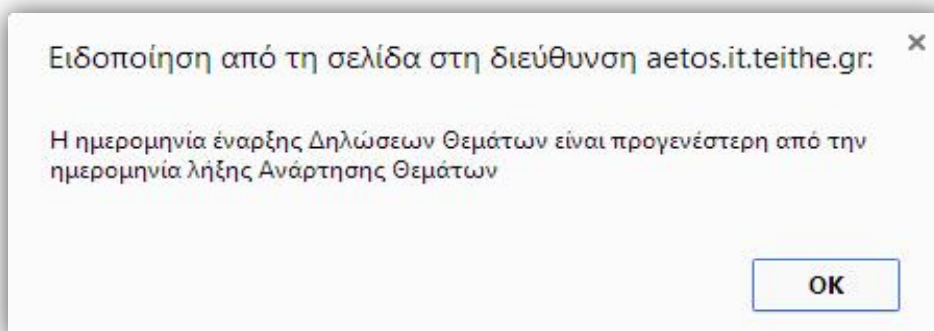 Ειδοποίηση από τη σελίδα στη διεύθυνση aetos.it.teithe.gr:
Η ημερομηνία έναρξης Δηλώσεων Θεμάτων είναι προγενέστερη από την
ημερομηνία λήξης Ανάρτησης Θεμάτων
OK